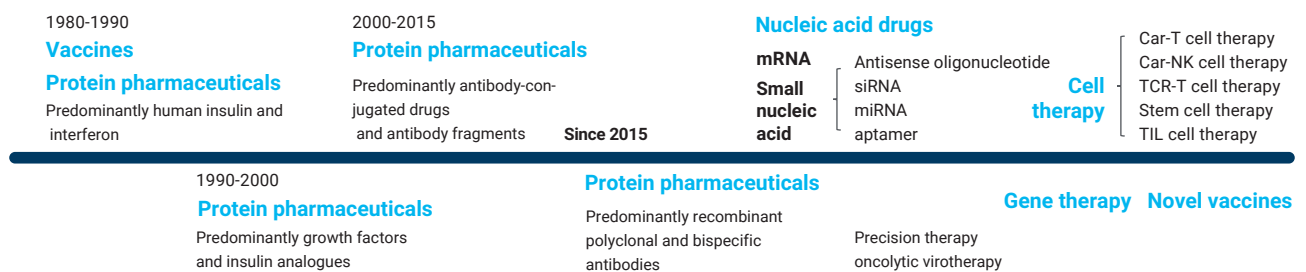 1980-1990
Vaccines
Protein pharmaceuticals
Predominantly human insulin and
interferon
2000-2015
Protein pharmaceuticals
Predominantly antibody-con-
jugated drugs
and antibody fragments
Since 2015
Nucleic acid drugs
mRNA
Small
nucleic
acid
Antisense oligonucleotide
siRNA
miRNA
aptamer
Cell
therapy
Car-T cell therapy
Car-NK cell therapy
TCR-T cell therapy
Stem cell therapy
TIL cell therapy
1990-2000
Protein pharmaceuticals
Predominantly growth factors
and insulin analogues
Protein pharmaceuticals
Predominantly recombinant
polyclonal and bispecific
antibodies
Precision therapy
oncolytic virotherapy
Gene therapy
Novel vaccines